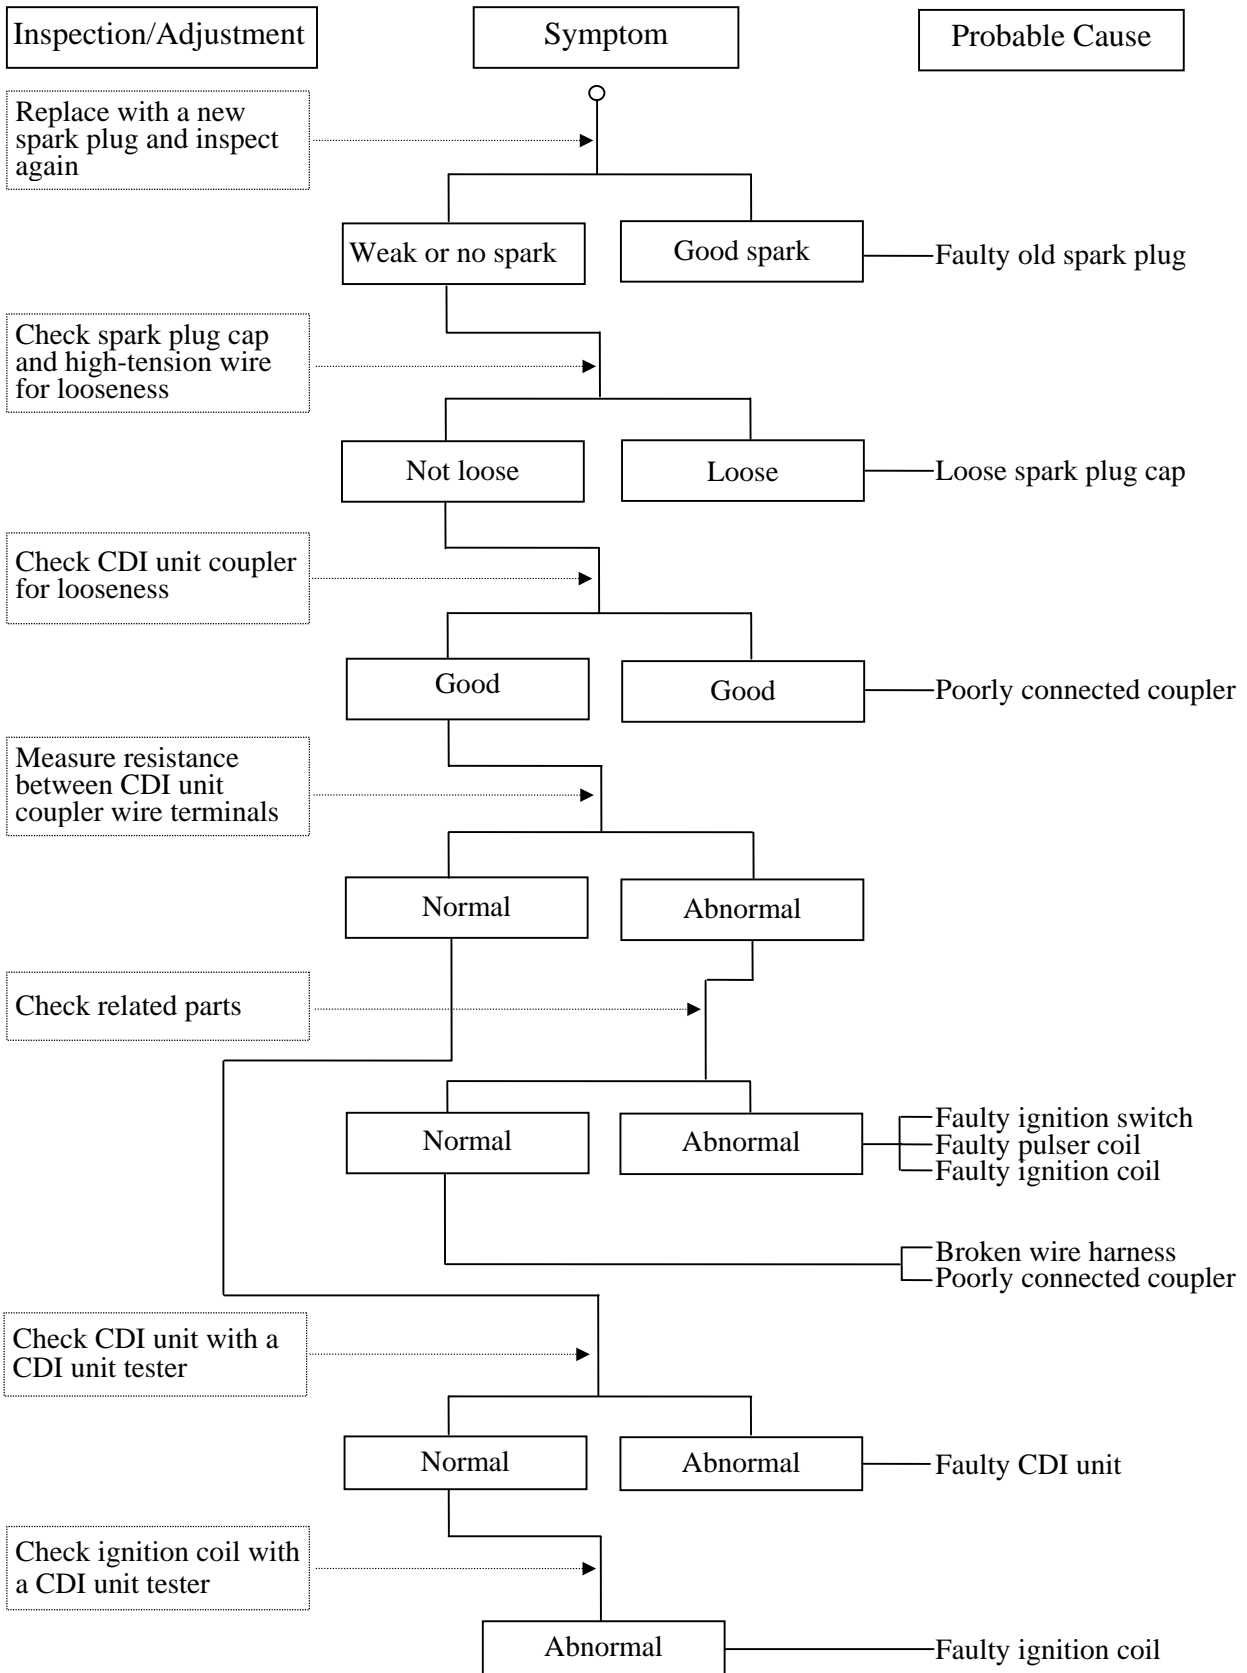 Inspection/Adjustment
Symptom
Probable Cause
Replace with a new
spark plug and inspect
again
Weak or no spark
Good spark
Faulty old spark plug
Check spark plug cap
and high-tension wire
for looseness
Not loose
Loose
Loose spark plug cap
Check CDI unit coupler
for looseness
Good
Good
Poorly connected coupler
Measure resistance
between CDI unit
coupler wire terminals
Normal
Abnormal
Check related parts
Normal
Abnormal
Faulty ignition switch
Faulty pulser coil
Faulty ignition coil
Broken wire harness
Poorly connected coupler
Check CDI unit with a
CDI unit tester
Normal
Abnormal
Faulty CDI unit
Check ignition coil with
a CDI unit tester
Abnormal
Faulty ignition coil